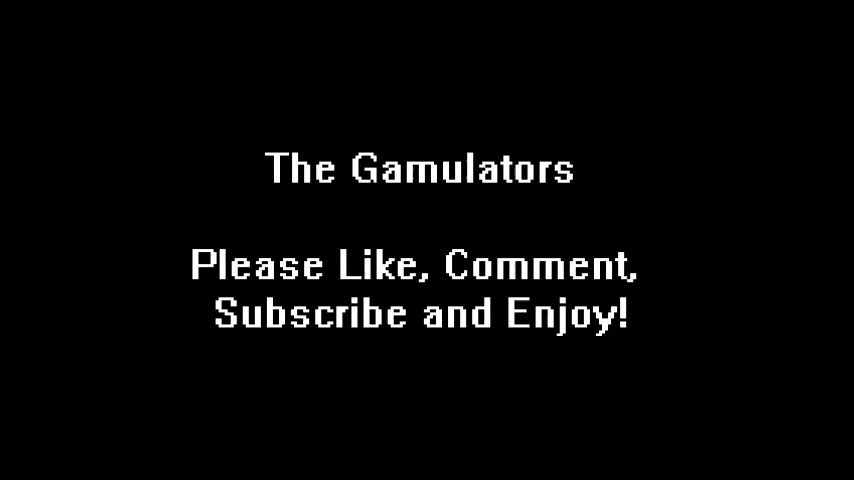 The Gamulators
Please Like, Comment,
Subscribe and Enjoy!